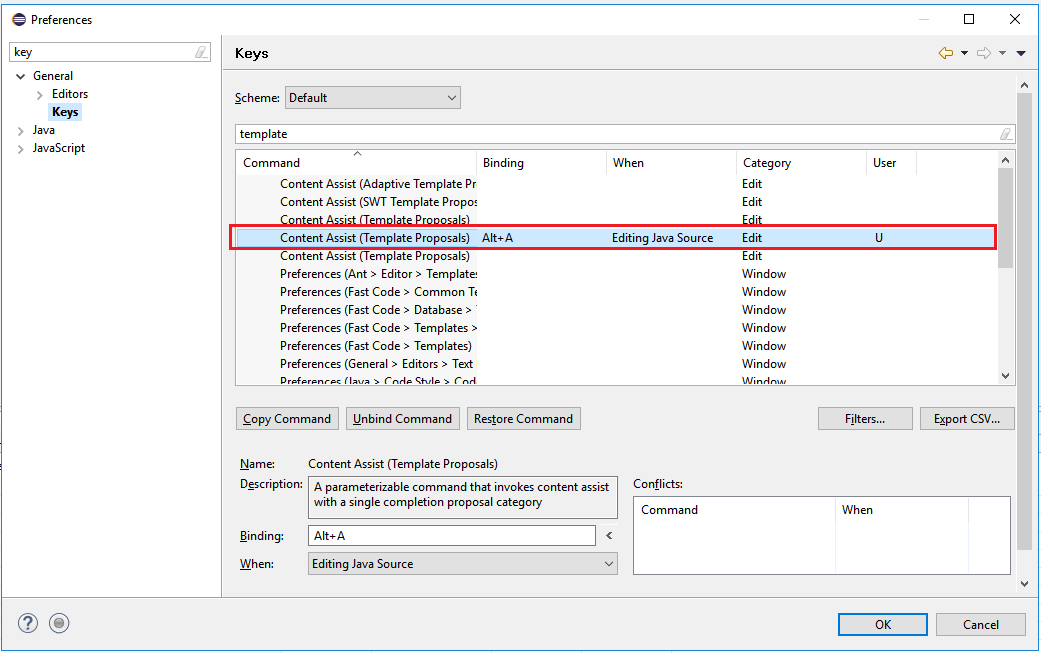 Preferences
key
General
Editors
Keys
Java
JavaScript
Keys
Scheme: Default
template
Command Binding When Category User
Content Assist (Adaptive Template Pr Edit
Content Assist (SWT Template Propos Edit
Content Assist (Template Proposals) Edit
Content Assist (Template Proposals) Alt+A Editing Java Source Edit U
Content Assist (Template Proposals) Edit
Preferences (Ant > Editor > Templates Window
Preferences (Fast Code > Common Te Window
Preferences (Fast Code > Database > Window
Preferences (Fast Code > Templates > Window
Preferences (Fast Code > Templates) Window
Preferences (General > Editors > Text Window
Preferences (Java > Code Style > Cod Window
Copy Command Unbind Command Restore Command Filters... Export CSV...
Name: Content Assist (Template Proposals)
Description: A parameterizable command that invokes content assist
with a single completion proposal category
Conflicts:
Command When
Binding: Alt+A
When: Editing Java Source
OK Cancel